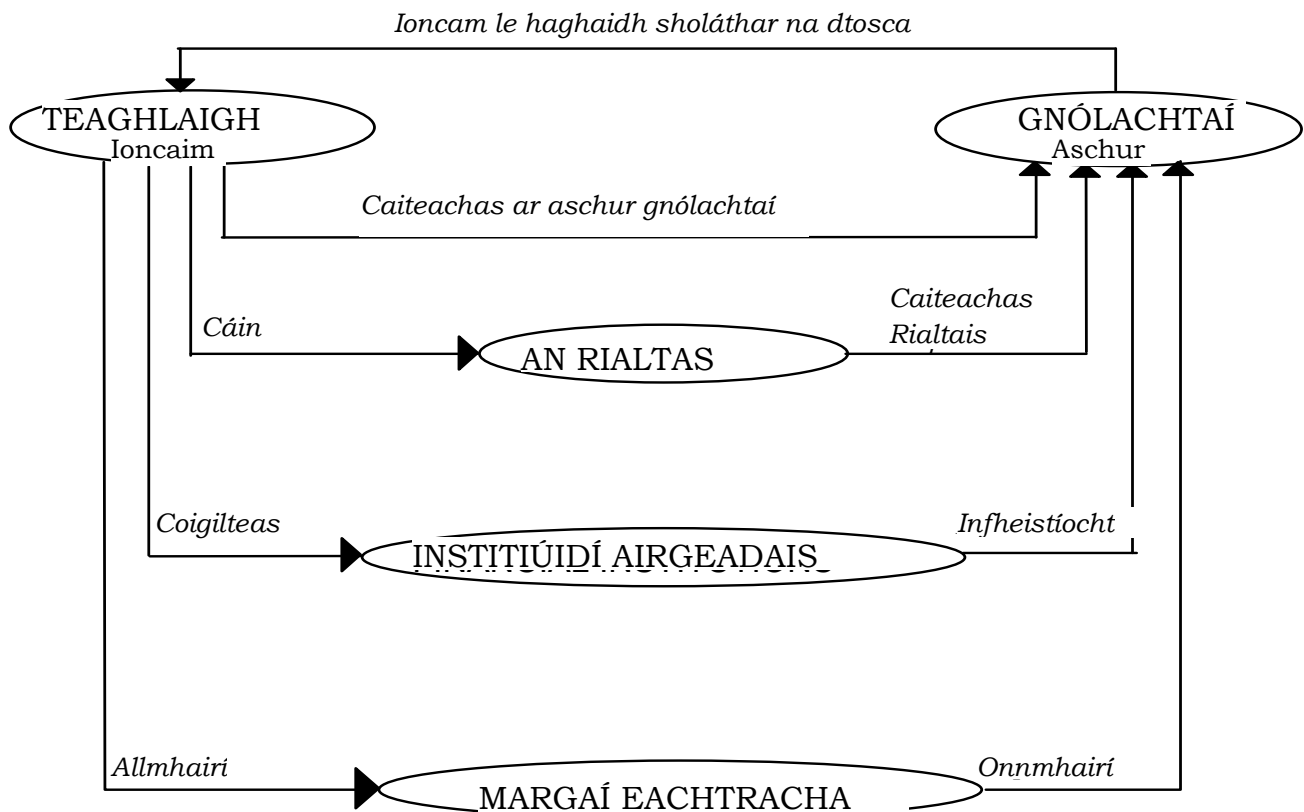 Ioncam le haghaidh sholáthar na dtosca
TEAGHLAIGH
Ioncaim
GNÓLACHTAÍ
Aschur
Caiteachas ar aschur gnólachtaí
Cáin
AN RIALTAS
Caiteachas
Rialtais
Coigilteas
INSTITIÚIDÍ AIRGEADAIS
Infheistíocht
Allmhairí
MARGAÍ EACHTRACHA
Onnmhairí